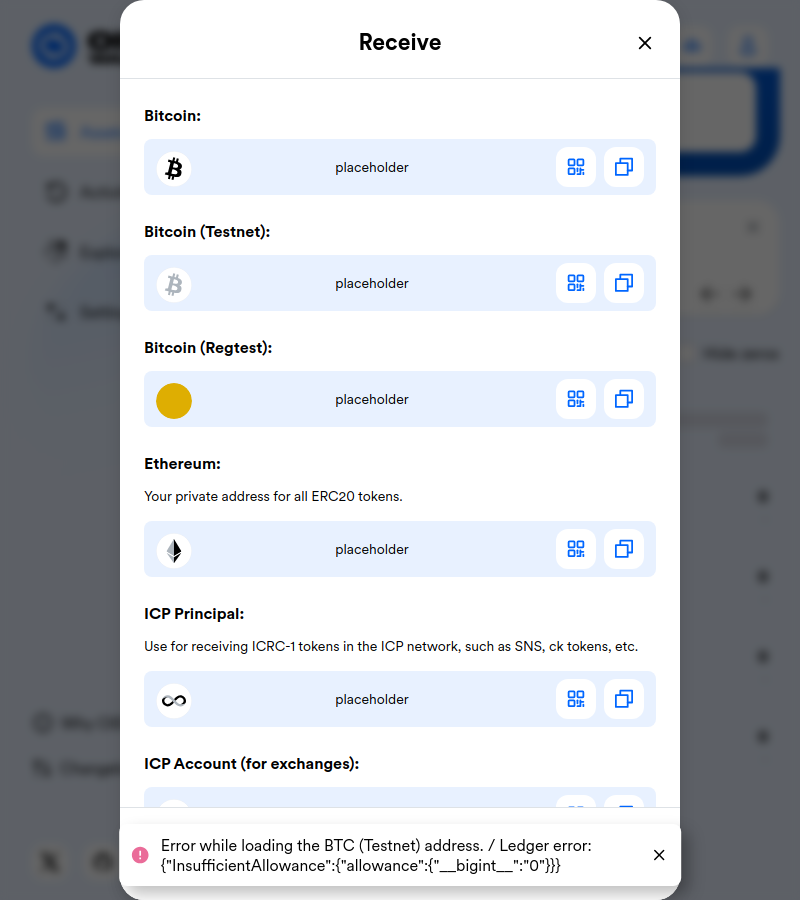 Receive
Bitcoin:
placeholder
Bitcoin (Testnet):
placeholder
Bitcoin (Regtest):
placeholder
Ethereum:
Your private address for all ERC20 tokens.
placeholder
ICP Principal:
Use for receiving ICRC-1 tokens in the ICP network, such as SNS, ck tokens, etc.
placeholder
ICP Account (for exchanges):
Error while loading the BTC (Testnet) address. / Ledger error:
{"InsufficientAllowance":{"allowance":{"__bigint__":"0"}}}